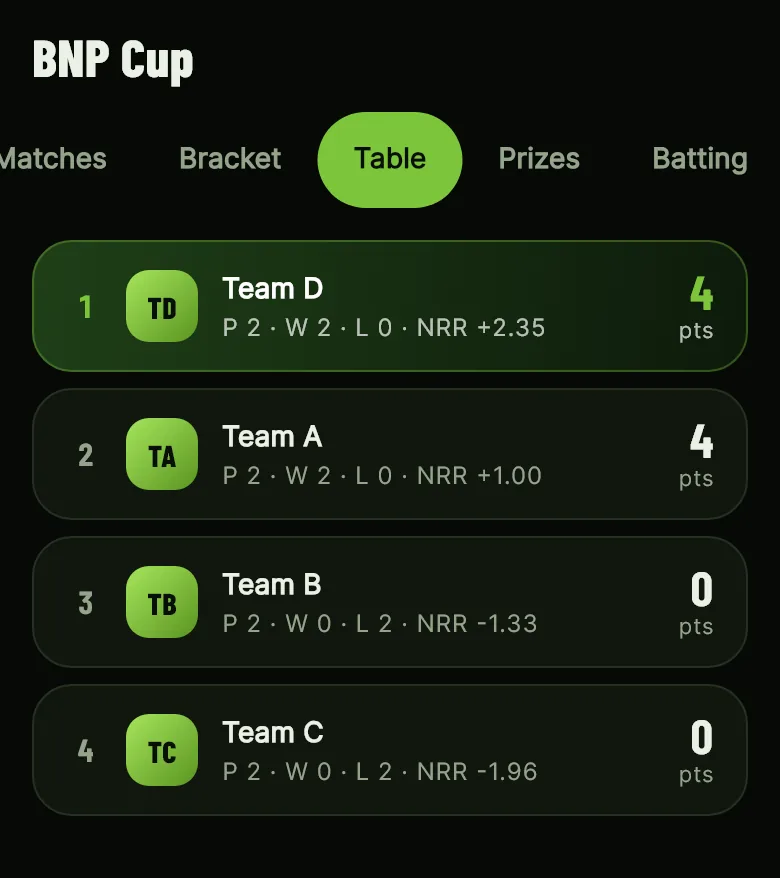 BNP Cup
Matches Bracket Table Prizes Batting
1 TD Team D 4
P 2 · W 2 · L 0 · NRR +2.35 pts
2 TA Team A 4
P 2 · W 2 · L 0 · NRR +1.00 pts
3 TB Team B 0
P 2 · W 0 · L 2 · NRR -1.33 pts
4 TC Team C 0
P 2 · W 0 · L 2 · NRR -1.96 pts